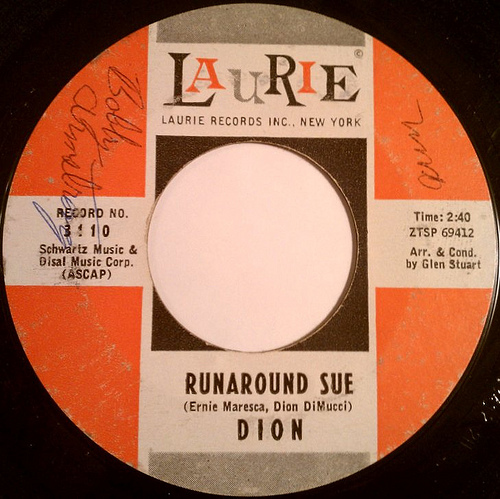 LAURIE ©
LAURIE RECORDS INC., NEW YORK
Bobby
RECORD NO.
3110
Schwartz Music &
Disal Music Corp.
(ASCAP)
Time: 2:40
ZTSP 69412
Arr. & Cond.
by Glen Stuart
RUNAROUND SUE
(Ernie Maresca, Dion DiMucci)
DION